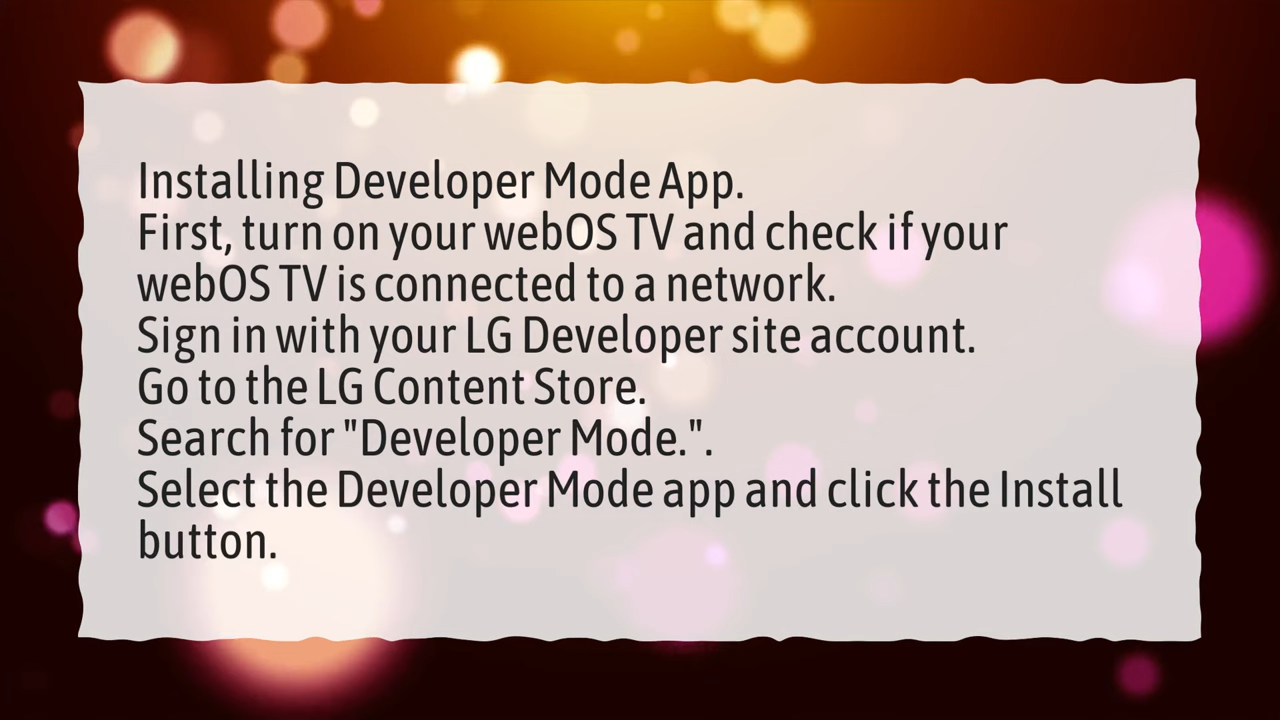 Installing Developer Mode App.
First, turn on your webOS TV and check if your
webOS TV is connected to a network.
Sign in with your LG Developer site account.
Go to the LG Content Store.
Search for "Developer Mode.".
Select the Developer Mode app and click the Install
button.